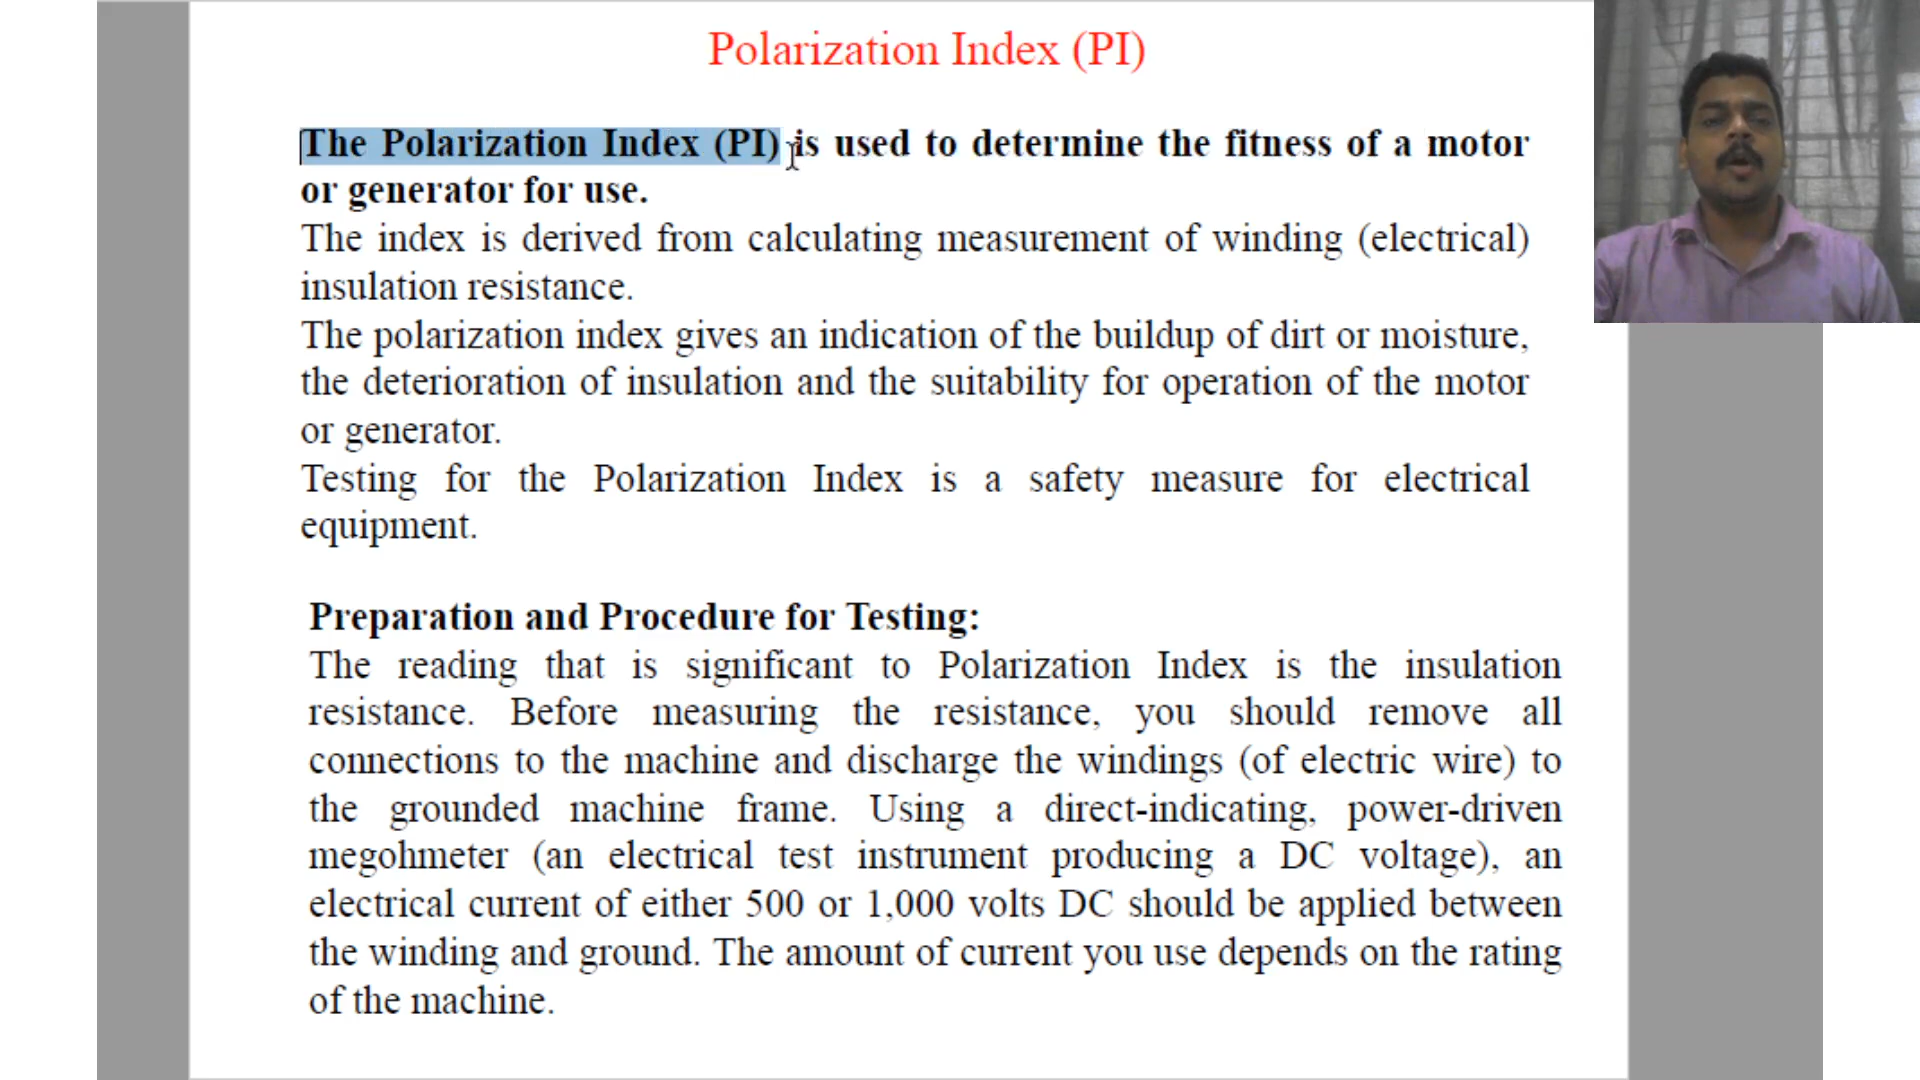 Polarization Index (PI)
The Polarization Index (PI) is used to determine the fitness of a motor
or generator for use.
The index is derived from calculating measurement of winding (electrical)
insulation resistance.
The polarization index gives an indication of the buildup of dirt or moisture,
the deterioration of insulation and the suitability for operation of the motor
or generator.
Testing for the Polarization Index is a safety measure for electrical
equipment.
Preparation and Procedure for Testing:
The reading that is significant to Polarization Index is the insulation
resistance. Before measuring the resistance, you should remove all
connections to the machine and discharge the windings (of electric wire) to
the grounded machine frame. Using a direct-indicating, power-driven
megohmeter (an electrical test instrument producing a DC voltage), an
electrical current of either 500 or 1,000 volts DC should be applied between
the winding and ground. The amount of current you use depends on the rating
of the machine.